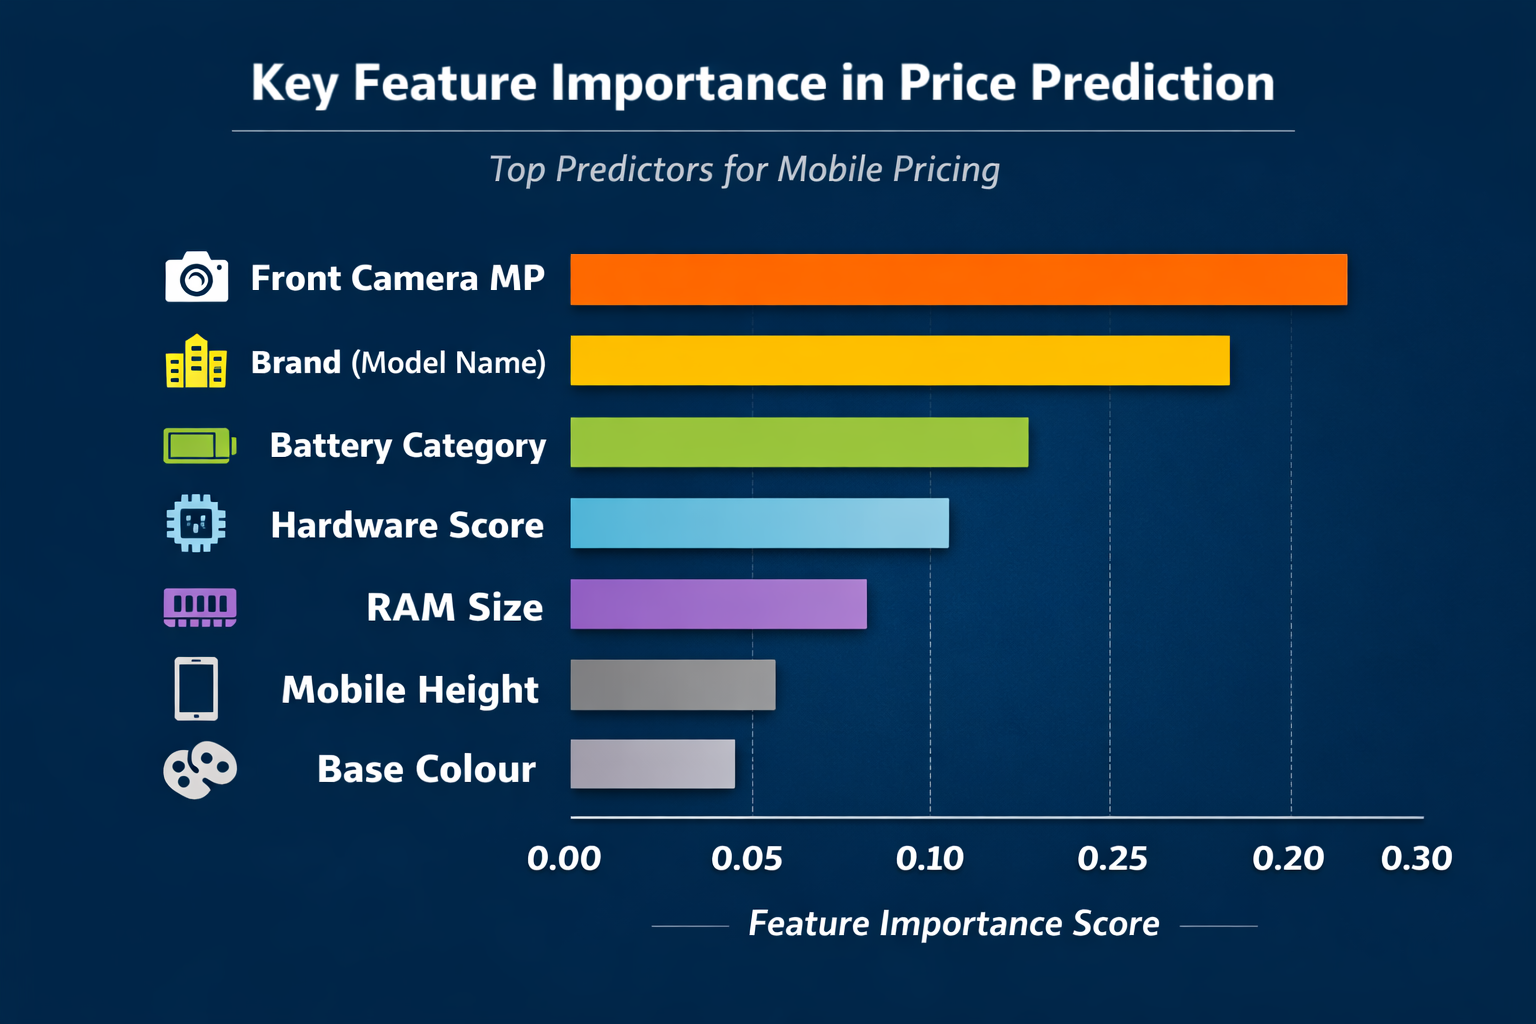 Key Feature Importance in Price Prediction
Top Predictors for Mobile Pricing
Front Camera MP
Brand (Model Name)
Battery Category
Hardware Score
RAM Size
Mobile Height
Base Colour
0.00 0.05 0.10 0.25 0.20 0.30
Feature Importance Score